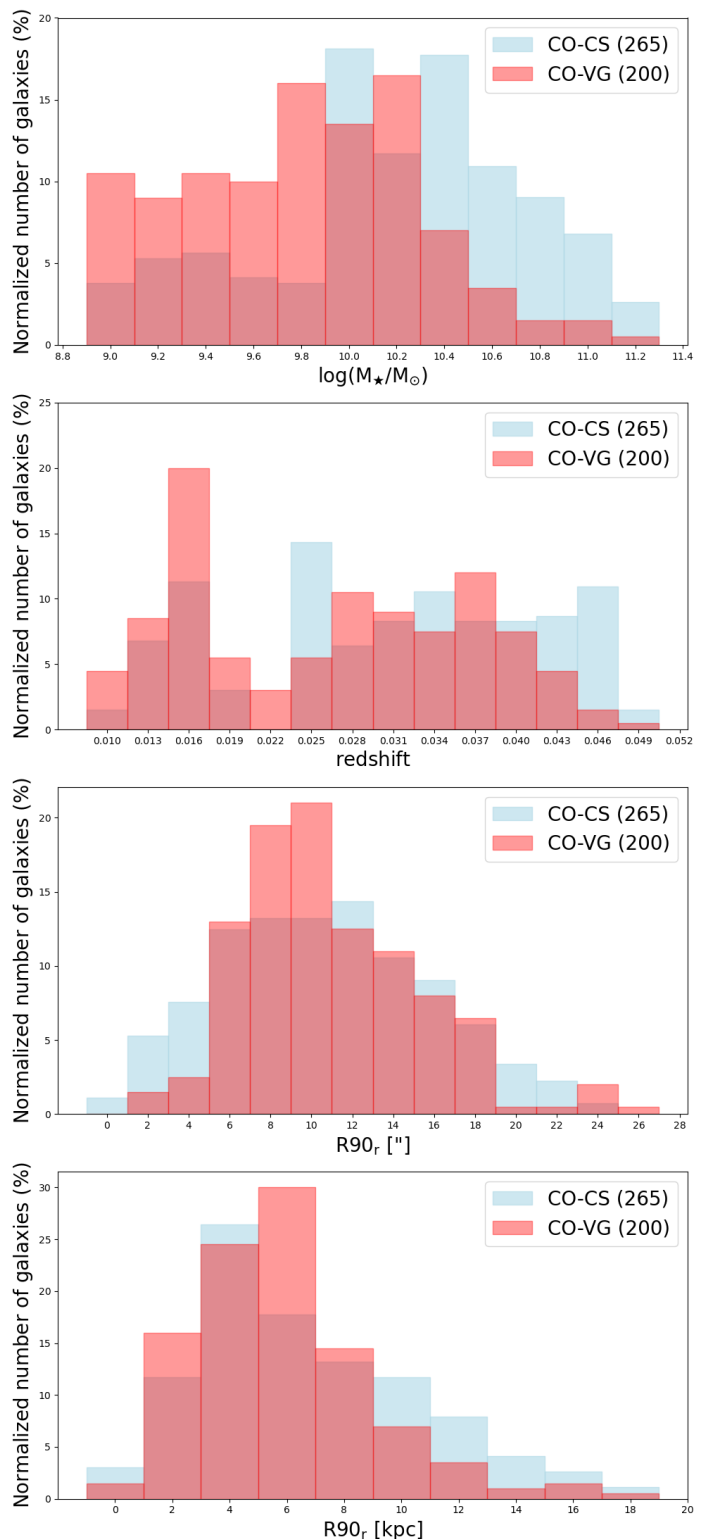 Normalized number of galaxies (%)
20
15
10
5
0
CO-CS (265)
CO-VG (200)
8.8 9.0 9.2 9.4 9.6 9.8 10.0 10.2 10.4 10.6 10.8 11.0 11.2 11.4
log(M★/M⊙)
Normalized number of galaxies (%)
25
20
15
10
5
0
CO-CS (265)
CO-VG (200)
0.010 0.013 0.016 0.019 0.022 0.025 0.028 0.031 0.034 0.037 0.040 0.043 0.046 0.049 0.052
redshift
Normalized number of galaxies (%)
20
15
10
5
0
CO-CS (265)
CO-VG (200)
0 2 4 6 8 10 12 14 16 18 20 22 24 26 28
R90r ["]
Normalized number of galaxies (%)
30
25
20
15
10
5
0
CO-CS (265)
CO-VG (200)
0 2 4 6 8 10 12 14 16 18 20
R90r [kpc]